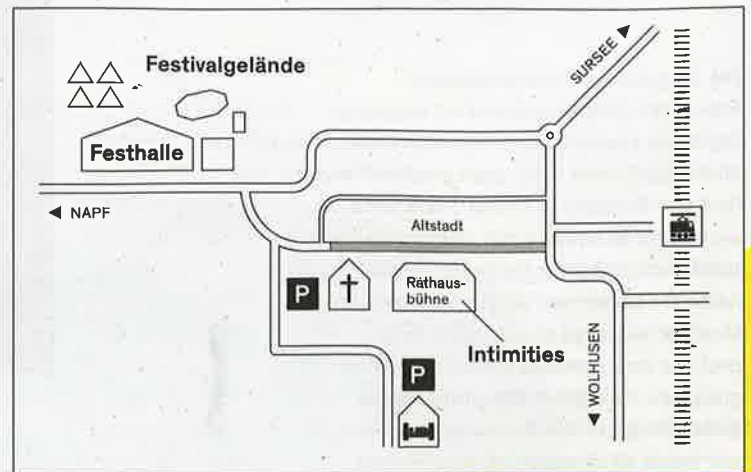 Festivalgelände
SURSEE
Festhalle
NAPF
Altstadt
P
Rathaus-
bühne
Intimities
WOLHUSEN
P